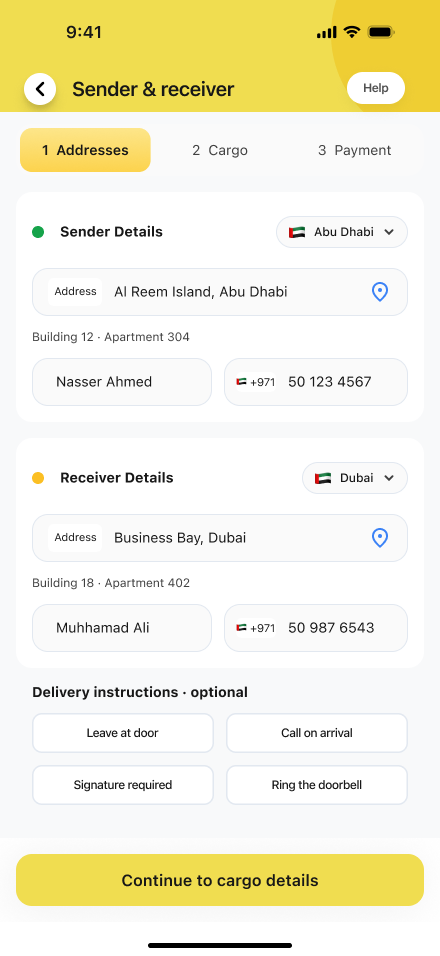 9:41
Sender & receiver
Help
1 Addresses
2 Cargo
3 Payment
Sender Details
Abu Dhabi
Address
Al Reem Island, Abu Dhabi
Building 12 · Apartment 304
Nasser Ahmed
+971
50 123 4567
Receiver Details
Dubai
Address
Business Bay, Dubai
Building 18 · Apartment 402
Muhhamad Ali
+971
50 987 6543
Delivery instructions · optional
Leave at door
Call on arrival
Signature required
Ring the doorbell
Continue to cargo details